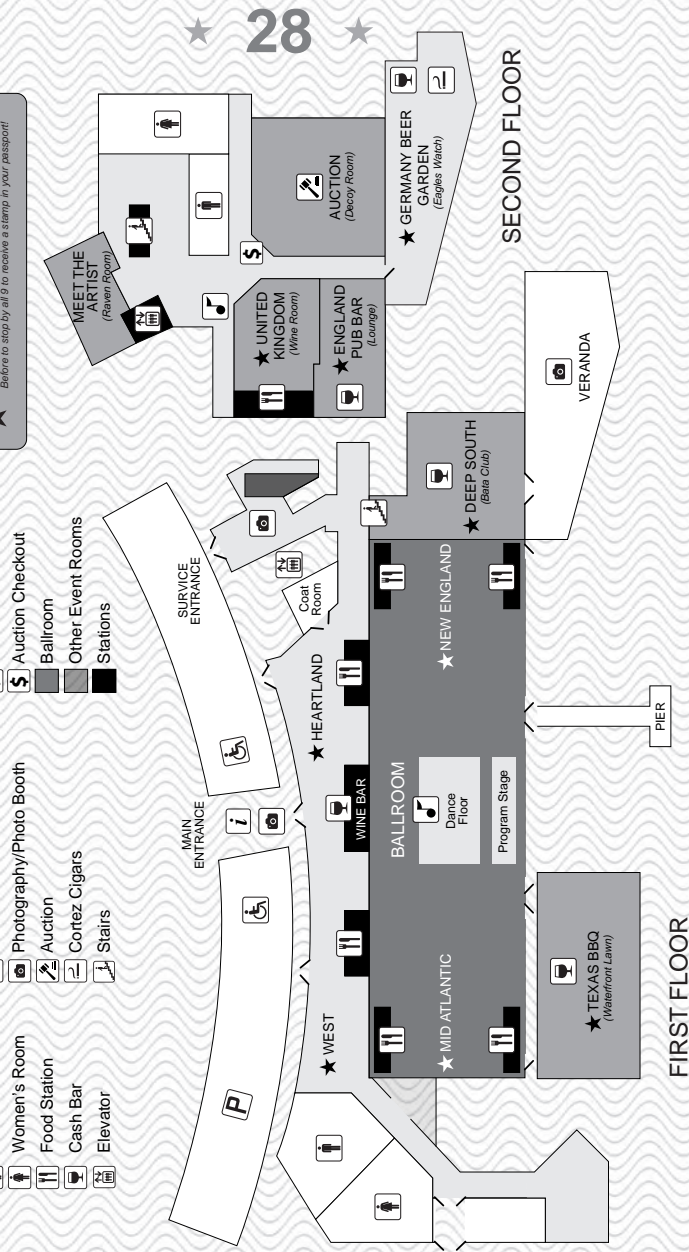 28
Before to stop by all 9 to receive a stamp in your passport!
Women's Room
Food Station
Cash Bar
Elevator
Photography/Photo Booth
Auction
Cortez Cigars
Stairs
$ Auction Checkout
Ballroom
Other Event Rooms
Stations
MEET THE
ARTIST
(Raven Room)
AUCTION
(Decoy Room)
$
UNITED
KINGDOM
(Wine Room)
ENGLAND
PUB BAR
(Lounge)
GERMANY BEER
GARDEN
(Eagles Watch)
SECOND FLOOR
SURVICE
ENTRANCE
MAIN
ENTRANCE
i
P
Coat
Room
WEST
HEARTLAND
WINE BAR
BALLROOM
Dance
Floor
Program Stage
MID ATLANTIC
NEW ENGLAND
DEEP SOUTH
(Bata Club)
VERANDA
TEXAS BBQ
(Waterfront Lawn)
PIER
FIRST FLOOR